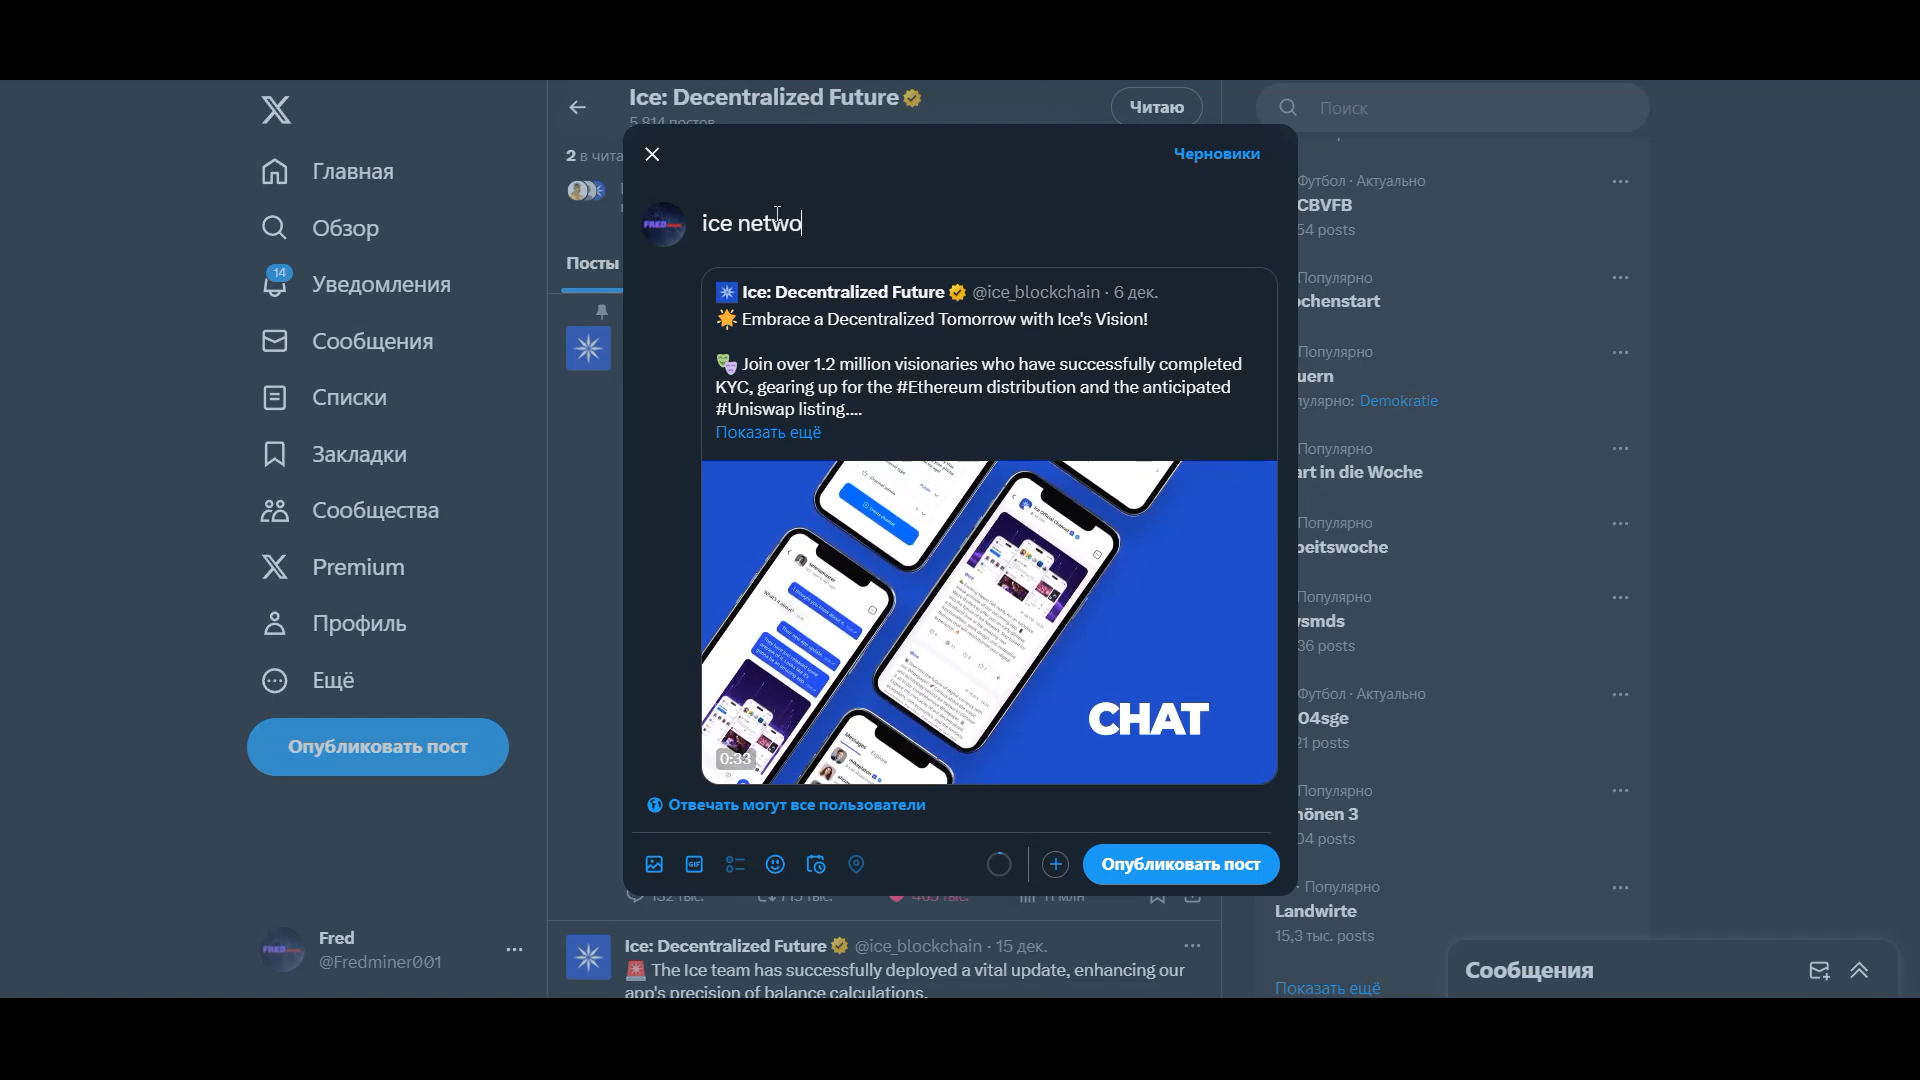 Главная
Обзор
14
Уведомления
Сообщения
Списки
Закладки
Сообщества
Premium
Профиль
Ещё
Опубликовать пост
Fred
@Fredminer001
Ice: Decentralized Future
5 814 постов
Читаю
2 в чита
Посты
Черновики
ice netwo
Ice: Decentralized Future @ice_blockchain · 6 дек.
Embrace a Decentralized Tomorrow with Ice's Vision!
Join over 1.2 million visionaries who have successfully completed
KYC, gearing up for the #Ethereum distribution and the anticipated
#Uniswap listing....
Показать ещё
CHAT
0:33
Отвечать могут все пользователи
GIF
Опубликовать пост
Ice: Decentralized Future @ice_blockchain · 15 дек.
The Ice team has successfully deployed a vital update, enhancing our
app's precision of balance calculations.
Поиск
Футбол · Актуально
CBVFB
54 posts
Популярно
ochenstart
Популярно
uern
пулярно: Demokratie
Популярно
art in die Woche
Популярно
beitswoche
Популярно
wsmds
36 posts
Футбол · Актуально
04sge
21 posts
Популярно
hönen 3
04 posts
· Популярно
Landwirte
15,3 тыс. posts
Показать ещё
Сообщения